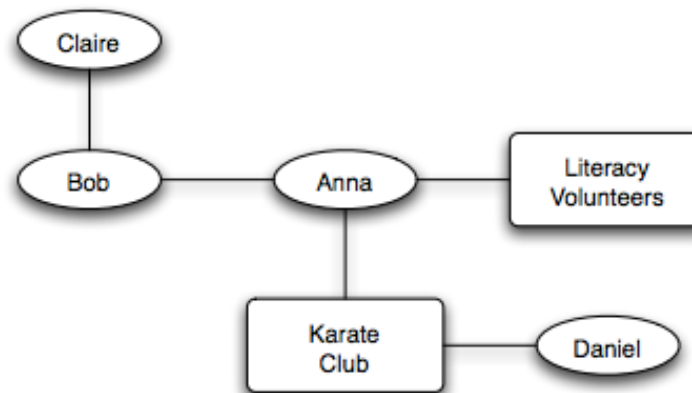 Claire
Bob
Anna
Literacy
Volunteers
Karate
Club
Daniel